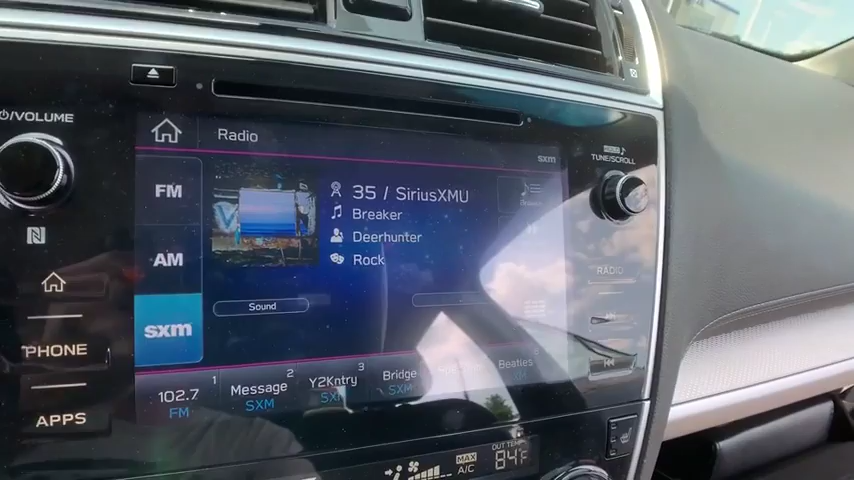 ⏻/VOLUME
Radio
sxm
TUNE/SCROLL
FM
35 / SiriusXMU
Breaker
AM
Deerhunter
Rock
RADIO
Sound
sxm
PHONE
1
102.7
FM
2
Message
SXM
3
Y2Kntry
SXM
Bridge
SXM
Beatles
APPS
OUT TEMP
MAX
A/C
84°F